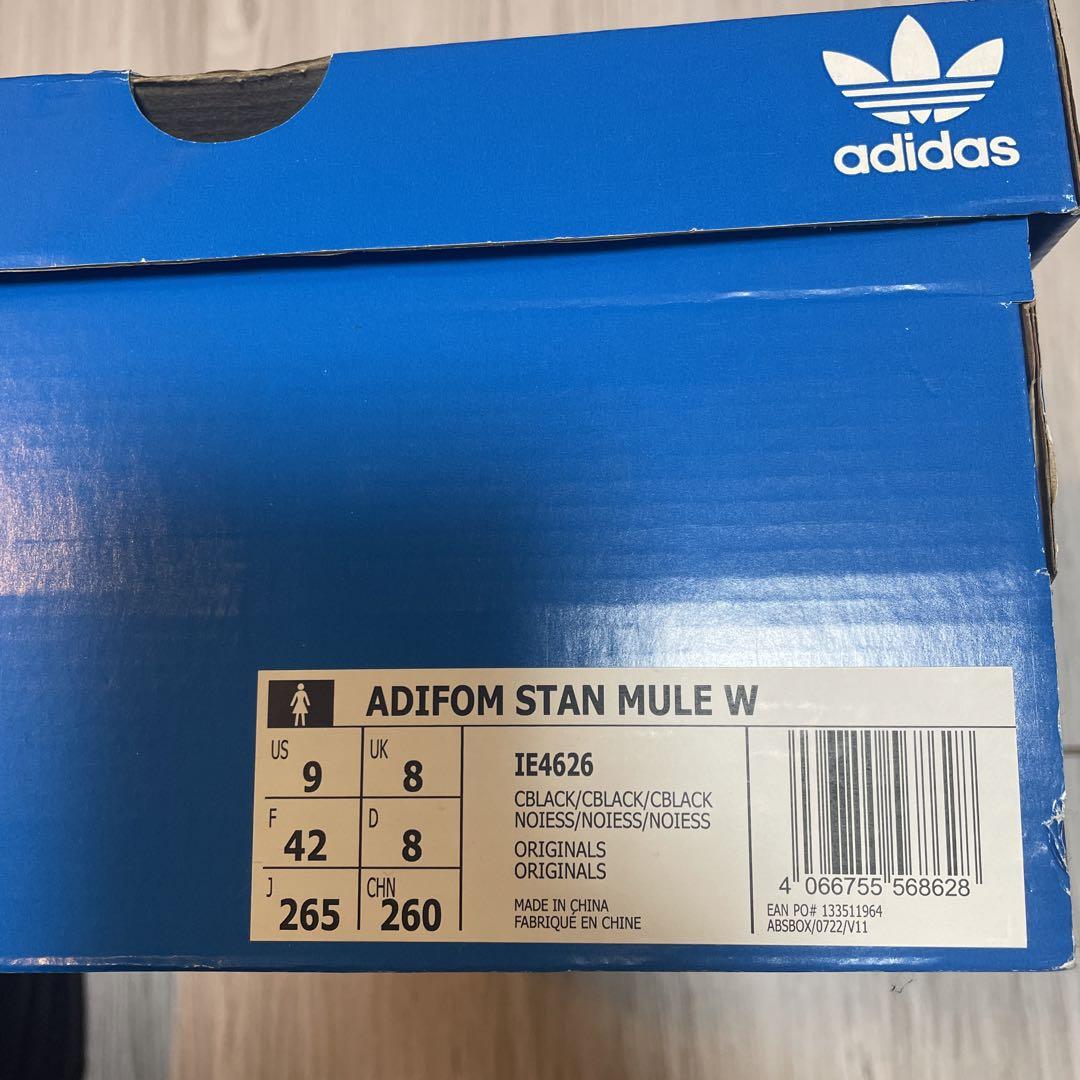 adidas
ADIFOM STAN MULE W
US 9 UK 8
F 42 D 8
J 265 CHN 260
IE4626
CBLACK/CBLACK/CBLACK
NOIESS/NOIESS/NOIESS
ORIGINALS
ORIGINALS
MADE IN CHINA
FABRIQUÉ EN CHINE
4 066755 568628
EAN PO# 133511964
ABSBOX/0722/V11